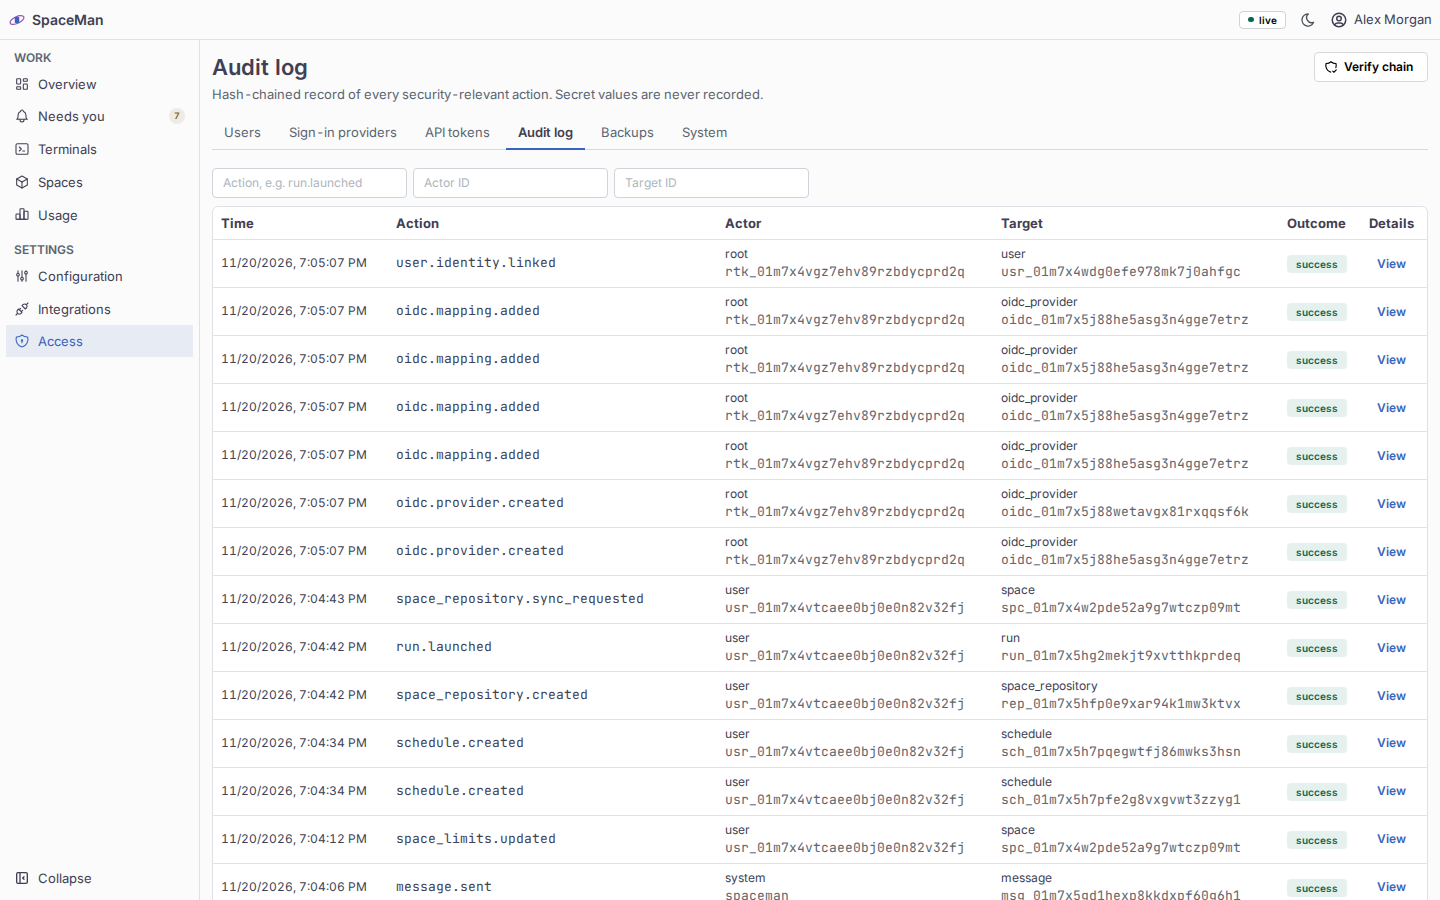 SpaceMan
live
Alex Morgan
WORK
Overview
Needs you
7
Terminals
Spaces
Usage
SETTINGS
Configuration
Integrations
Access
Collapse
Audit log
Verify chain
Hash-chained record of every security-relevant action. Secret values are never recorded.
Users Sign-in providers API tokens Audit log Backups System
Action, e.g. run.launched Actor ID Target ID
Time Action Actor Target Outcome Details
11/20/2026, 7:05:07 PM user.identity.linked root rtk_01m7x4vgz7ehv89rzbdycprd2q user usr_01m7x4wdg0efe978mk7j0ahfgc success View
11/20/2026, 7:05:07 PM oidc.mapping.added root rtk_01m7x4vgz7ehv89rzbdycprd2q oidc_provider oidc_01m7x5j88he5asg3n4gge7etrz success View
11/20/2026, 7:05:07 PM oidc.mapping.added root rtk_01m7x4vgz7ehv89rzbdycprd2q oidc_provider oidc_01m7x5j88he5asg3n4gge7etrz success View
11/20/2026, 7:05:07 PM oidc.mapping.added root rtk_01m7x4vgz7ehv89rzbdycprd2q oidc_provider oidc_01m7x5j88he5asg3n4gge7etrz success View
11/20/2026, 7:05:07 PM oidc.mapping.added root rtk_01m7x4vgz7ehv89rzbdycprd2q oidc_provider oidc_01m7x5j88he5asg3n4gge7etrz success View
11/20/2026, 7:05:07 PM oidc.provider.created root rtk_01m7x4vgz7ehv89rzbdycprd2q oidc_provider oidc_01m7x5j88wetavgx81rxqqsf6k success View
11/20/2026, 7:05:07 PM oidc.provider.created root rtk_01m7x4vgz7ehv89rzbdycprd2q oidc_provider oidc_01m7x5j88he5asg3n4gge7etrz success View
11/20/2026, 7:04:43 PM space_repository.sync_requested user usr_01m7x4vtcaee0bj0e0n82v32fj space spc_01m7x4w2pde52a9g7wtczp09mt success View
11/20/2026, 7:04:42 PM run.launched user usr_01m7x4vtcaee0bj0e0n82v32fj run run_01m7x5hg2mekjt9xvtthkprdeq success View
11/20/2026, 7:04:42 PM space_repository.created user usr_01m7x4vtcaee0bj0e0n82v32fj space_repository rep_01m7x5hfp0e9xar94k1mw3ktvx success View
11/20/2026, 7:04:34 PM schedule.created user usr_01m7x4vtcaee0bj0e0n82v32fj schedule sch_01m7x5h7pqegwtfj86mwks3hsn success View
11/20/2026, 7:04:34 PM schedule.created user usr_01m7x4vtcaee0bj0e0n82v32fj schedule sch_01m7x5h7pfe2g8vxgvwt3zzyg1 success View
11/20/2026, 7:04:12 PM space_limits.updated user usr_01m7x4vtcaee0bj0e0n82v32fj space spc_01m7x4w2pde52a9g7wtczp09mt success View
11/20/2026, 7:04:06 PM message.sent system spaceman message msg_01m7x5gd1hexp8kkdxpf60g6h1 success View